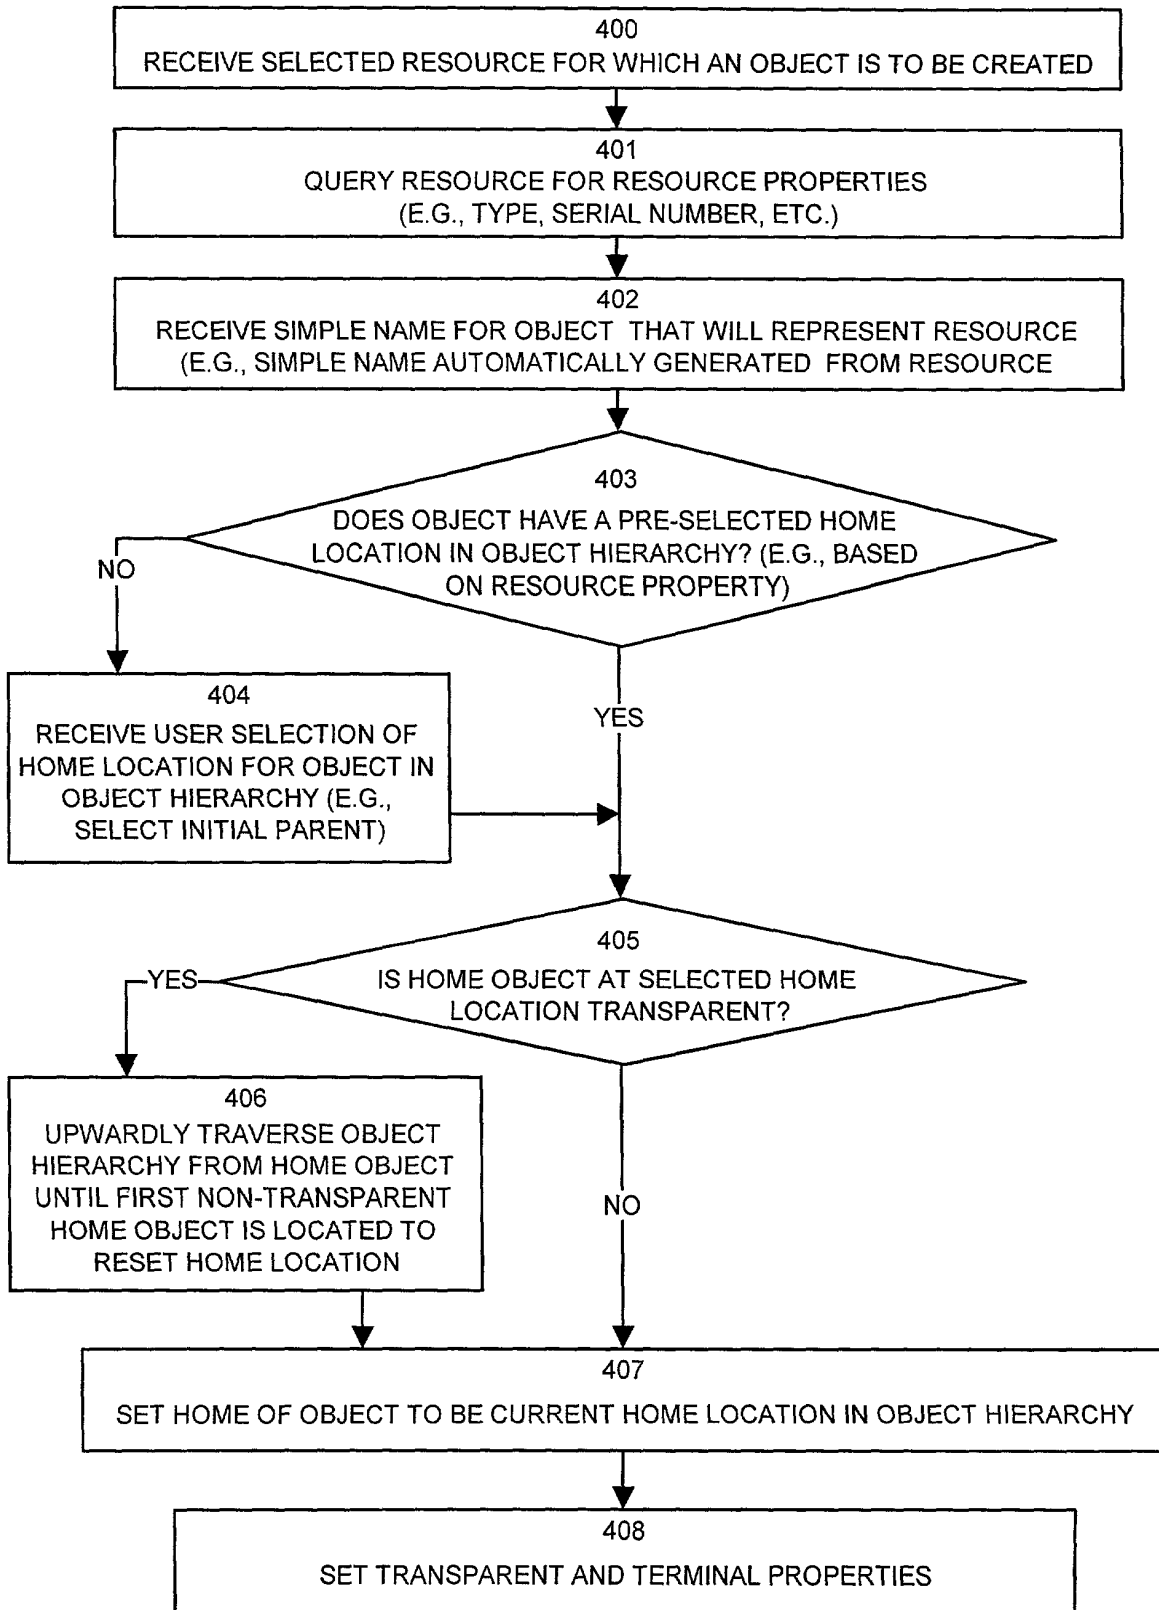 400
RECEIVE SELECTED RESOURCE FOR WHICH AN OBJECT IS TO BE CREATED
401
QUERY RESOURCE FOR RESOURCE PROPERTIES
(E.G., TYPE, SERIAL NUMBER, ETC.)
402
RECEIVE SIMPLE NAME FOR OBJECT THAT WILL REPRESENT RESOURCE
(E.G., SIMPLE NAME AUTOMATICALLY GENERATED FROM RESOURCE
403
DOES OBJECT HAVE A PRE-SELECTED HOME
LOCATION IN OBJECT HIERARCHY? (E.G., BASED
ON RESOURCE PROPERTY)
NO
404
RECEIVE USER SELECTION OF
HOME LOCATION FOR OBJECT IN
OBJECT HIERARCHY (E.G.,
SELECT INITIAL PARENT)
YES
405
IS HOME OBJECT AT SELECTED HOME
LOCATION TRANSPARENT?
YES
406
UPWARDLY TRAVERSE OBJECT
HIERARCHY FROM HOME OBJECT
UNTIL FIRST NON-TRANSPARENT
HOME OBJECT IS LOCATED TO
RESET HOME LOCATION
NO
407
SET HOME OF OBJECT TO BE CURRENT HOME LOCATION IN OBJECT HIERARCHY
408
SET TRANSPARENT AND TERMINAL PROPERTIES